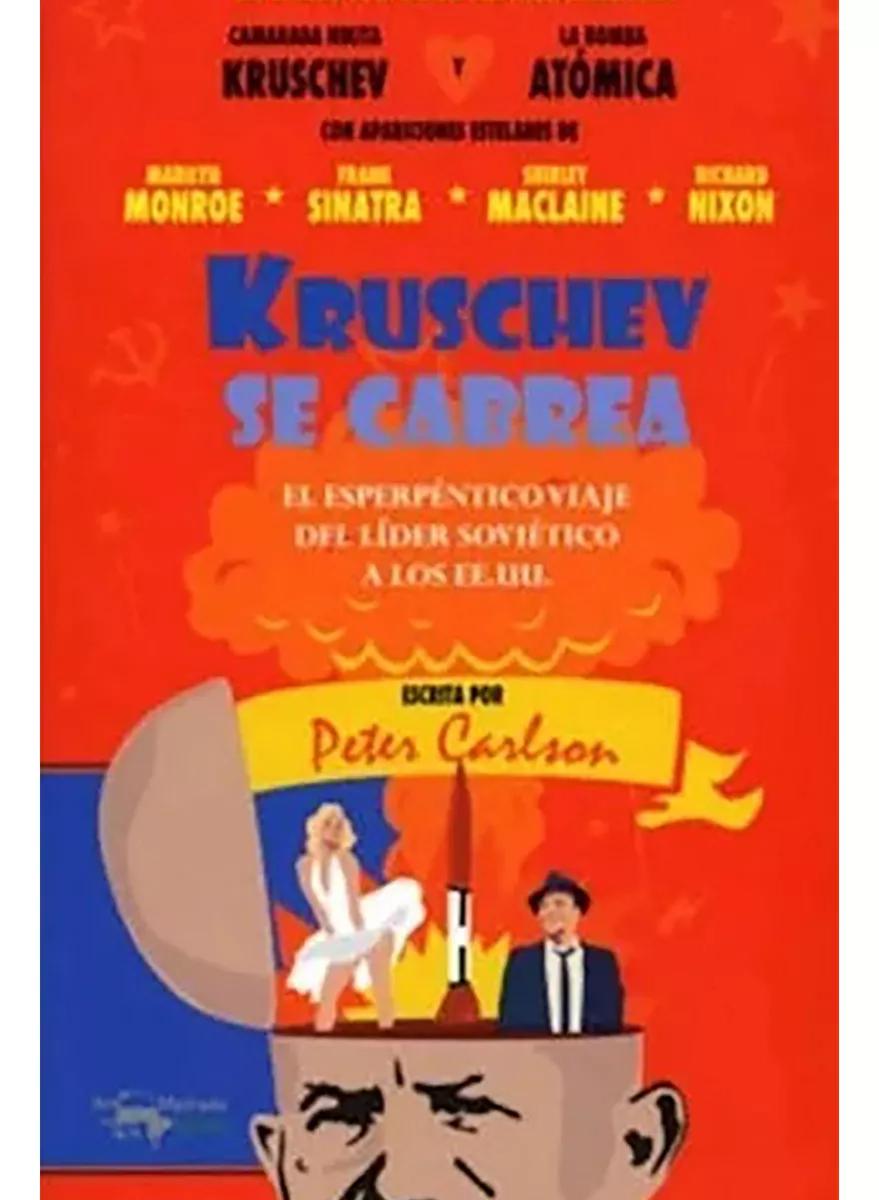 CAMARADA NIKITA
KRUSCHEV
Y
LA BOMBA
ATÓMICA
CON APARICIONES ESTELARES DE
MARILYN
MONROE
FRANK
SINATRA
SHIRLEY
MACLAINE
RICHARD
NIXON
KRUSCHEV
SE CABREA
EL ESPERPÉNTICO VIAJE
DEL LÍDER SOVIÉTICO
A LOS EE.UU.
ESCRITA POR
Peter Carlson
Machado